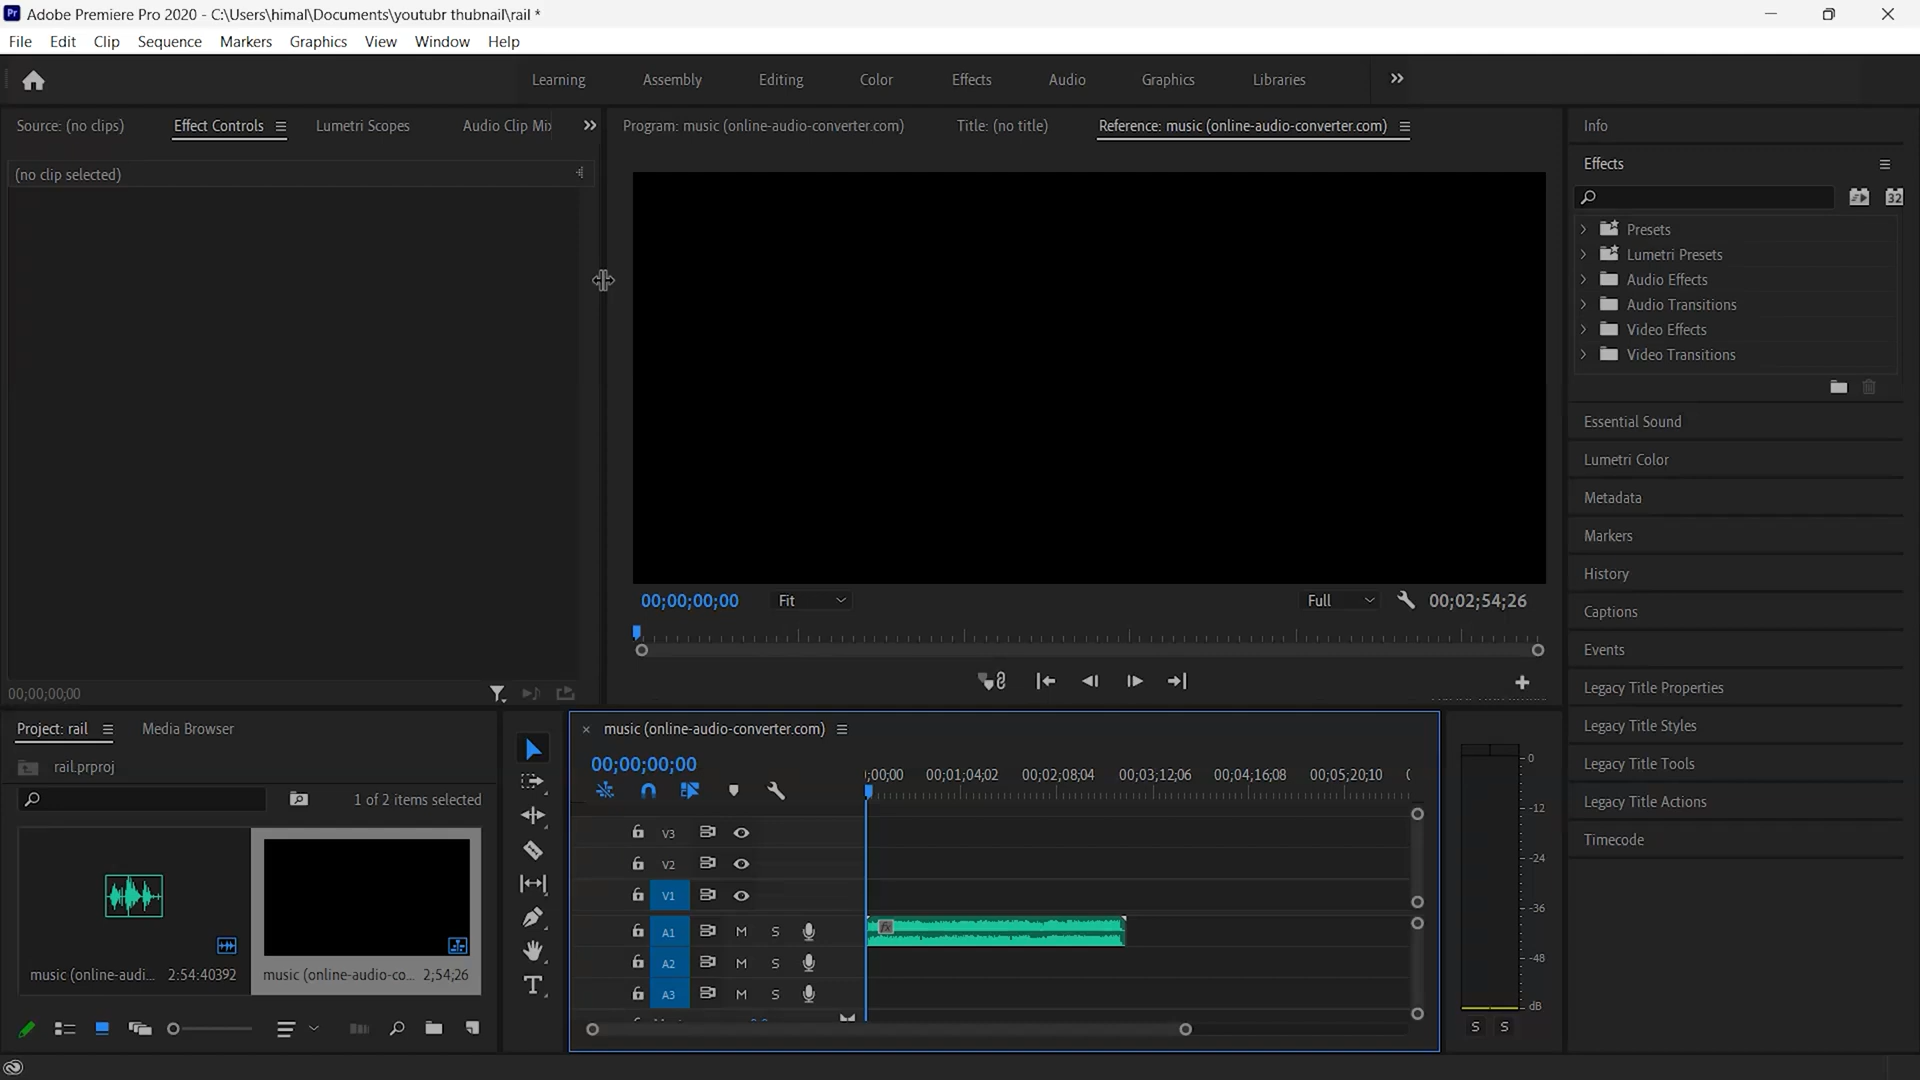 Adobe Premiere Pro 2020 - C:\Users\himal\Documents\youtubr thubnail\rail *
File Edit Clip Sequence Markers Graphics View Window Help
Learning Assembly Editing Color Effects Audio Graphics Libraries
Source: (no clips) Effect Controls Lumetri Scopes Audio Clip Mix
Program: music (online-audio-converter.com) Title: (no title) Reference: music (online-audio-converter.com)
Info
(no clip selected)
Effects
32
Presets
Lumetri Presets
Audio Effects
Audio Transitions
Video Effects
Video Transitions
Essential Sound
Lumetri Color
Metadata
Markers
History
Captions
Events
Legacy Title Properties
Legacy Title Styles
Legacy Title Tools
Legacy Title Actions
Timecode
00;00;00;00 Fit Full 00;02;54;26
00;00;00;00
Project: rail Media Browser
rail.prproj
1 of 2 items selected
music (online-audi... 2:54:40392
music (online-audio-co... 2;54;26
music (online-audio-converter.com)
00;00;00;00
;00;00 00;01;04;02 00;02;08;04 00;03;12;06 00;04;16;08 00;05;20;10
V3
V2
V1
A1 M S fx
A2 M S
A3 M S
0
-12
-24
-36
-48
dB
S S